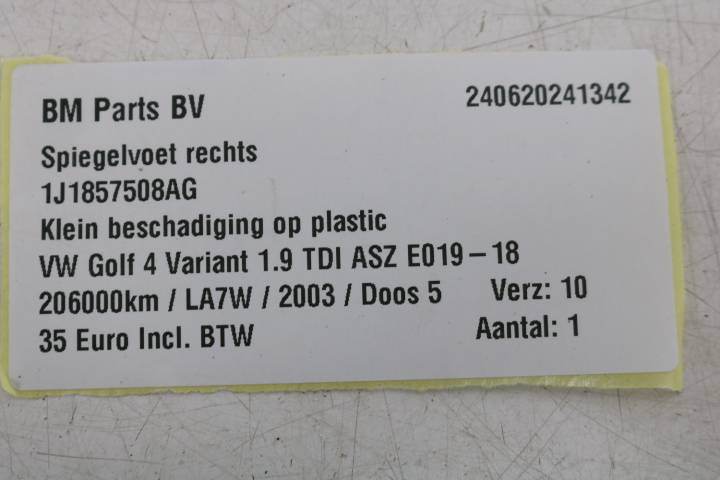 BM Parts BV 240620241342
Spiegelvoet rechts
1J1857508AG
Klein beschadiging op plastic
VW Golf 4 Variant 1.9 TDI ASZ E019-18
206000km / LA7W / 2003 / Doos 5 Verz: 10
35 Euro Incl. BTW Aantal: 1